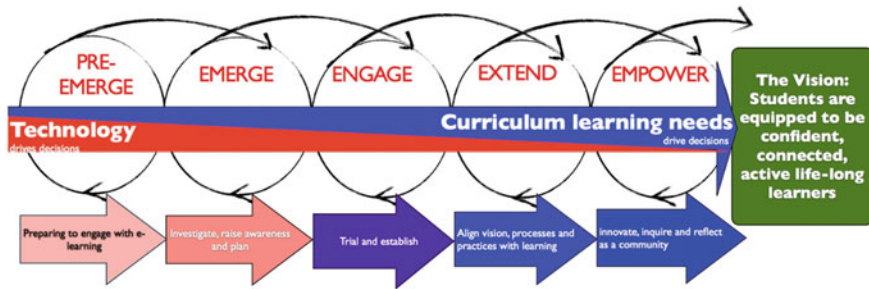 PRE-
EMERGE
EMERGE
ENGAGE
EXTEND
EMPOWER
Technology
drives decisions
Curriculum learning needs
drive decisions
The Vision:
Students are
equipped to be
confident,
connected,
active life-long
learners
Preparing to engage with e-
learning
Investigate, raise awareness
and plan
Trial and establish
Align vision, processes and
practices with learning
innovate, inquire and reflect
as a community